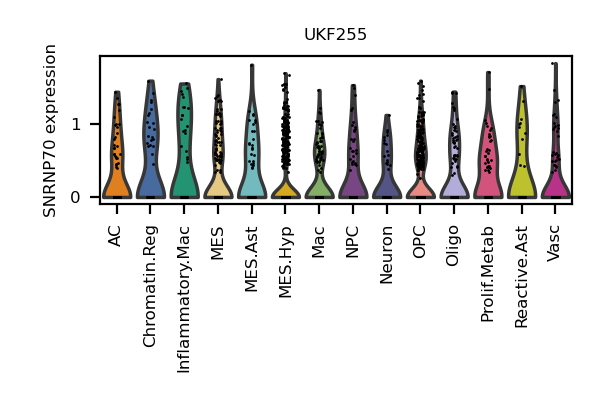 UKF255
SNRNP70 expression
1
0
AC
Chromatin.Reg
Inflammatory.Mac
MES
MES.Ast
MES.Hyp
Mac
NPC
Neuron
OPC
Oligo
Prolif.Metab
Reactive.Ast
Vasc